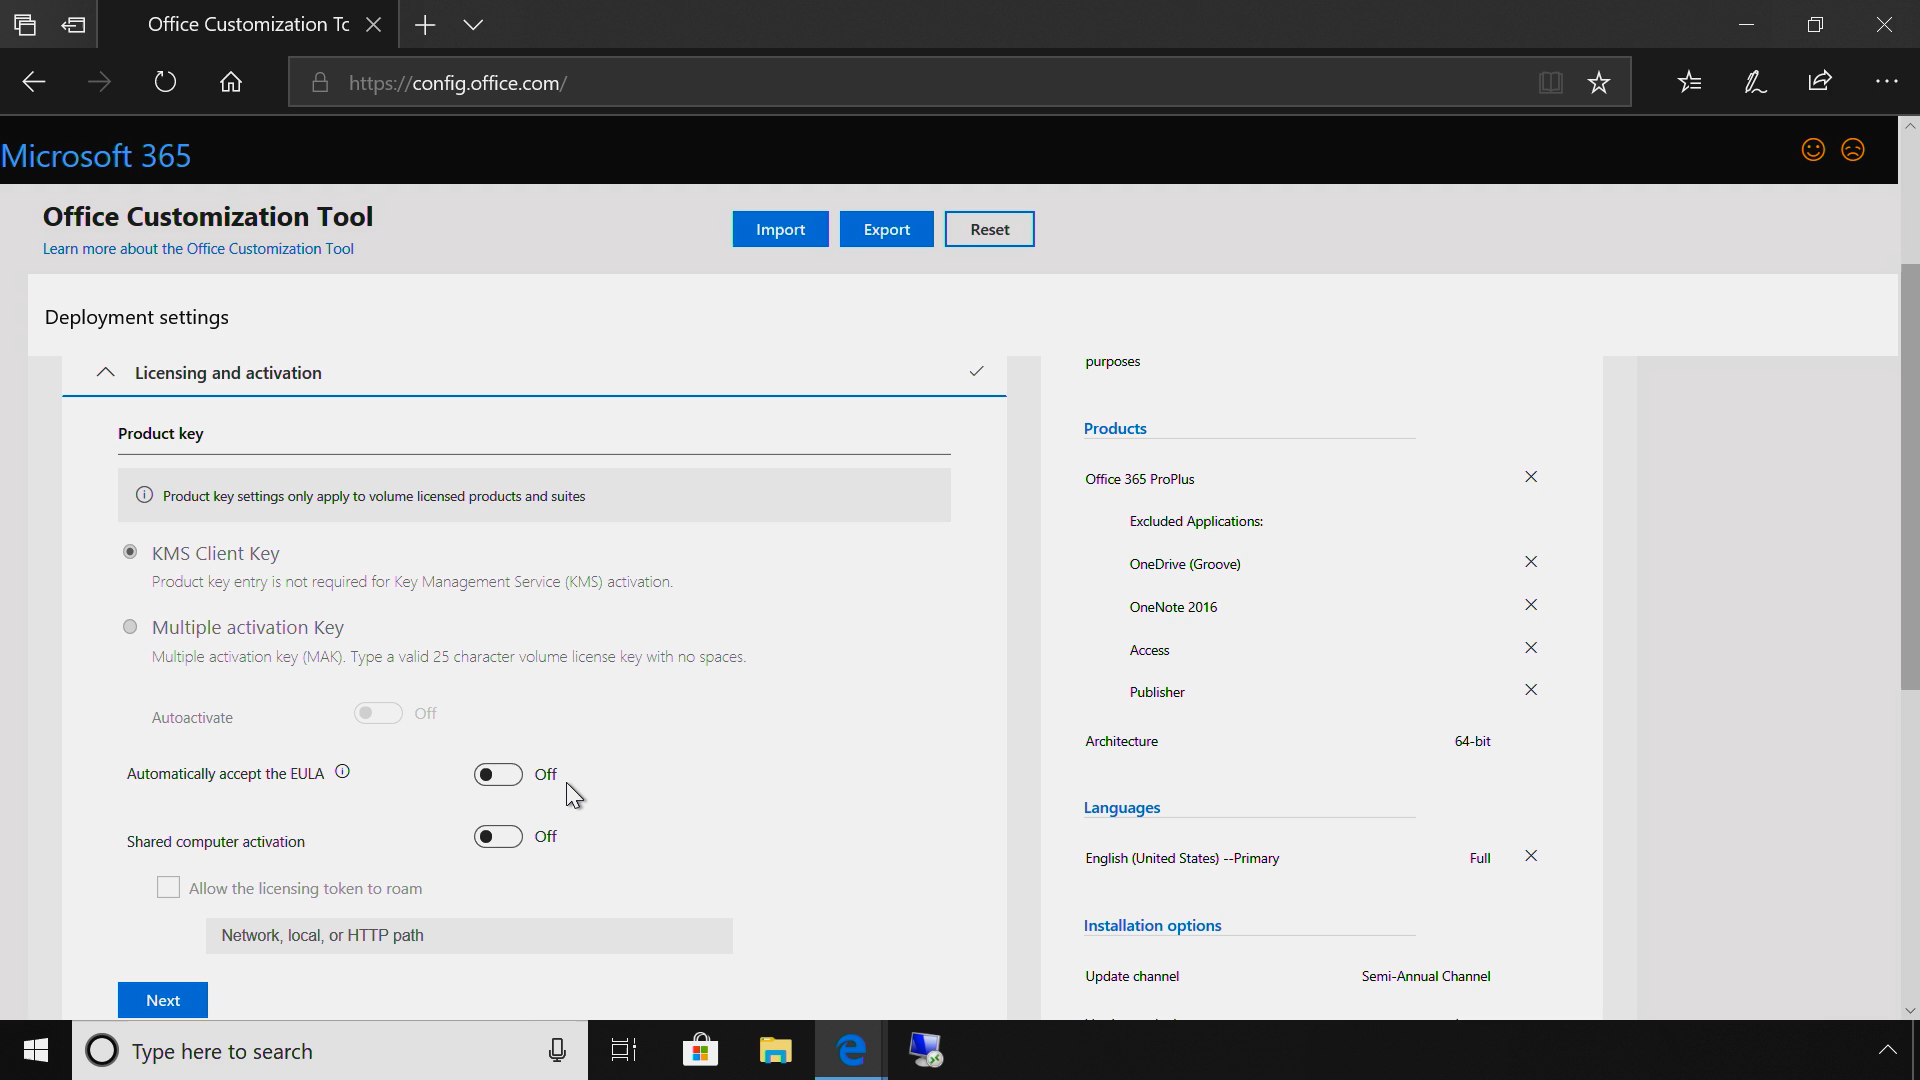 Office Customization Tc
https://config.office.com/
Microsoft 365
Office Customization Tool
Learn more about the Office Customization Tool
Import
Export
Reset
Deployment settings
Licensing and activation
Product key
Product key settings only apply to volume licensed products and suites
KMS Client Key
Product key entry is not required for Key Management Service (KMS) activation.
Multiple activation Key
Multiple activation key (MAK). Type a valid 25 character volume license key with no spaces.
Autoactivate Off
Automatically accept the EULA Off
Shared computer activation Off
Allow the licensing token to roam
Network, local, or HTTP path
Next
purposes
Products
Office 365 ProPlus
Excluded Applications:
OneDrive (Groove)
OneNote 2016
Access
Publisher
Architecture 64-bit
Languages
English (United States) --Primary Full
Installation options
Update channel Semi-Annual Channel
Type here to search